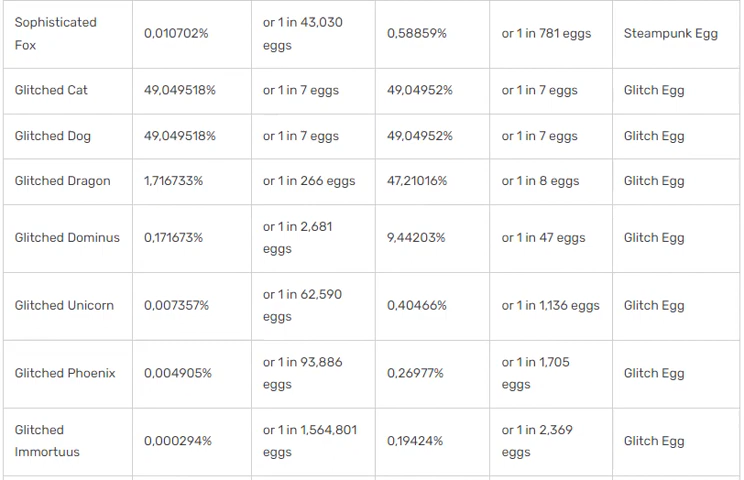 Sophisticated
Fox
0,010702%
or 1 in 43,030
eggs
0,58859%
or 1 in 781 eggs
Steampunk Egg
Glitched Cat
49,049518%
or 1 in 7 eggs
49,04952%
or 1 in 7 eggs
Glitch Egg
Glitched Dog
49,049518%
or 1 in 7 eggs
49,04952%
or 1 in 7 eggs
Glitch Egg
Glitched Dragon
1,716733%
or 1 in 266 eggs
47,21016%
or 1 in 8 eggs
Glitch Egg
Glitched Dominus
0,171673%
or 1 in 2,681
eggs
9,44203%
or 1 in 47 eggs
Glitch Egg
Glitched Unicorn
0,007357%
or 1 in 62,590
eggs
0,40466%
or 1 in 1,136 eggs
Glitch Egg
Glitched Phoenix
0,004905%
or 1 in 93,886
eggs
0,26977%
or 1 in 1,705
eggs
Glitch Egg
Glitched
Immortuus
0,000294%
or 1 in 1,564,801
eggs
0,19424%
or 1 in 2,369
eggs
Glitch Egg